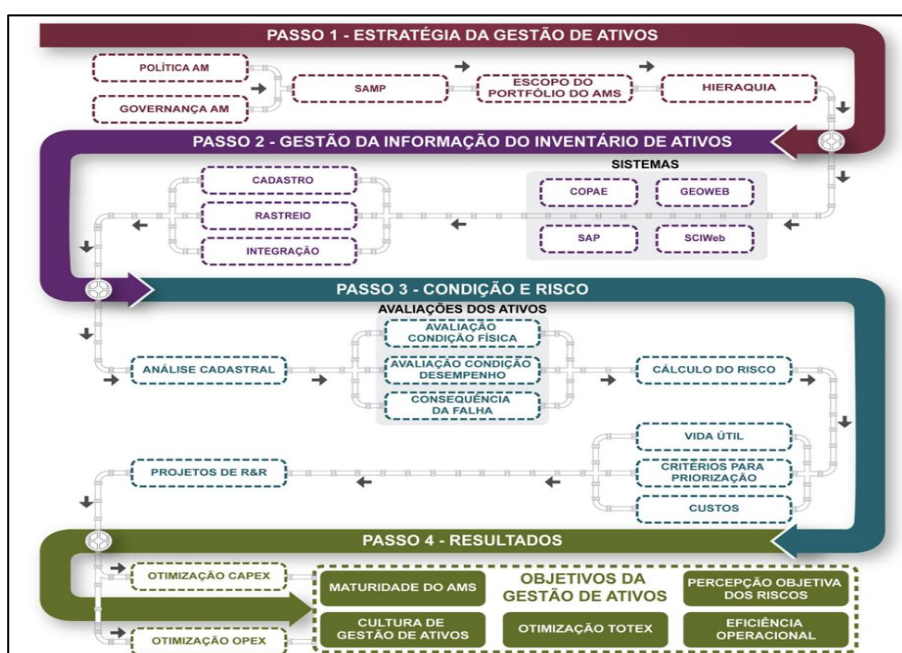 PASSO 1 - ESTRATÉGIA DA GESTÃO DE ATIVOS
POLÍTICA AM
GOVERNANÇA AM
SAMP
ESCOPO DO
PORTFÓLIO DO AMS
HIERAQUIA
PASSO 2 - GESTÃO DA INFORMAÇÃO DO INVENTÁRIO DE ATIVOS
SISTEMAS
CADASTRO
RASTREIO
INTEGRAÇÃO
COPAE
GEOWEB
SAP
SCIWeb
PASSO 3 - CONDIÇÃO E RISCO
AVALIAÇÕES DOS ATIVOS
ANÁLISE CADASTRAL
AVALIAÇÃO
CONDIÇÃO FÍSICA
AVALIAÇÃO CONDIÇÃO
DESEMPENHO
CONSEQUÊNCIA
DA FALHA
CÁLCULO DO RISCO
VIDA ÚTIL
CRITÉRIOS PARA
PRIORIZAÇÃO
CUSTOS
PROJETOS DE R&R
PASSO 4 - RESULTADOS
OTIMIZAÇÃO CAPEX
OTIMIZAÇÃO OPEX
MATURIDADE DO AMS
OBJETIVOS DA
GESTÃO DE ATIVOS
PERCEPÇÃO OBJETIVA
DOS RISCOS
CULTURA DE
GESTÃO DE ATIVOS
OTIMIZAÇÃO TOTEX
EFICIÊNCIA
OPERACIONAL